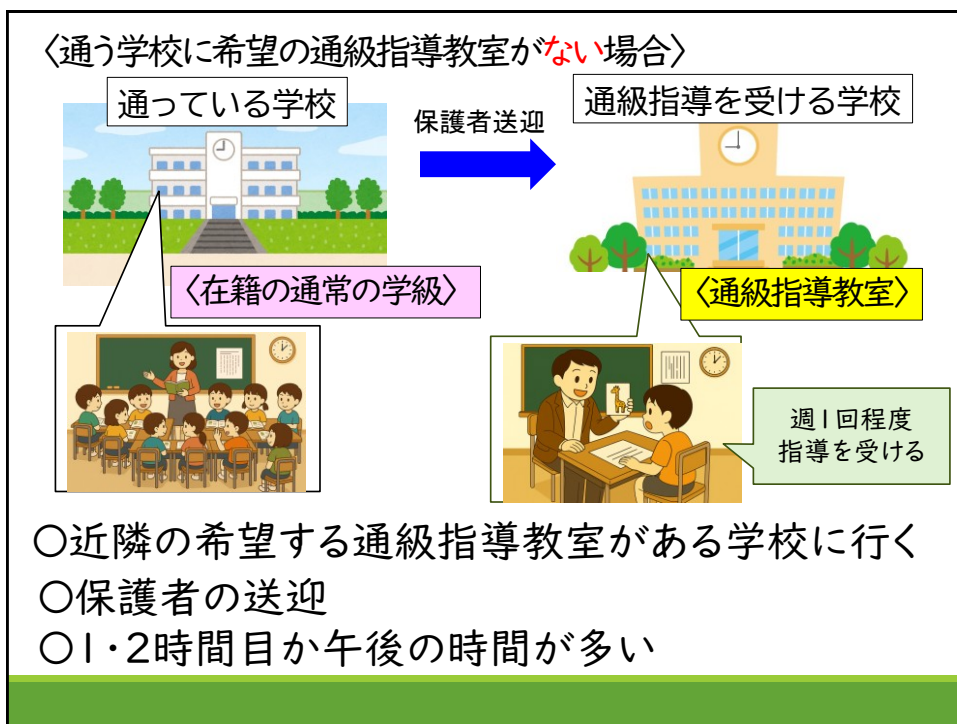 〈通う学校に希望の通級指導教室がない場合〉
通っている学校
保護者送迎
通級指導を受ける学校
〈在籍の通常の学級〉
〈通級指導教室〉
週1回程度
指導を受ける
○近隣の希望する通級指導教室がある学校に行く
○保護者の送迎
○1・2時間目か午後の時間が多い